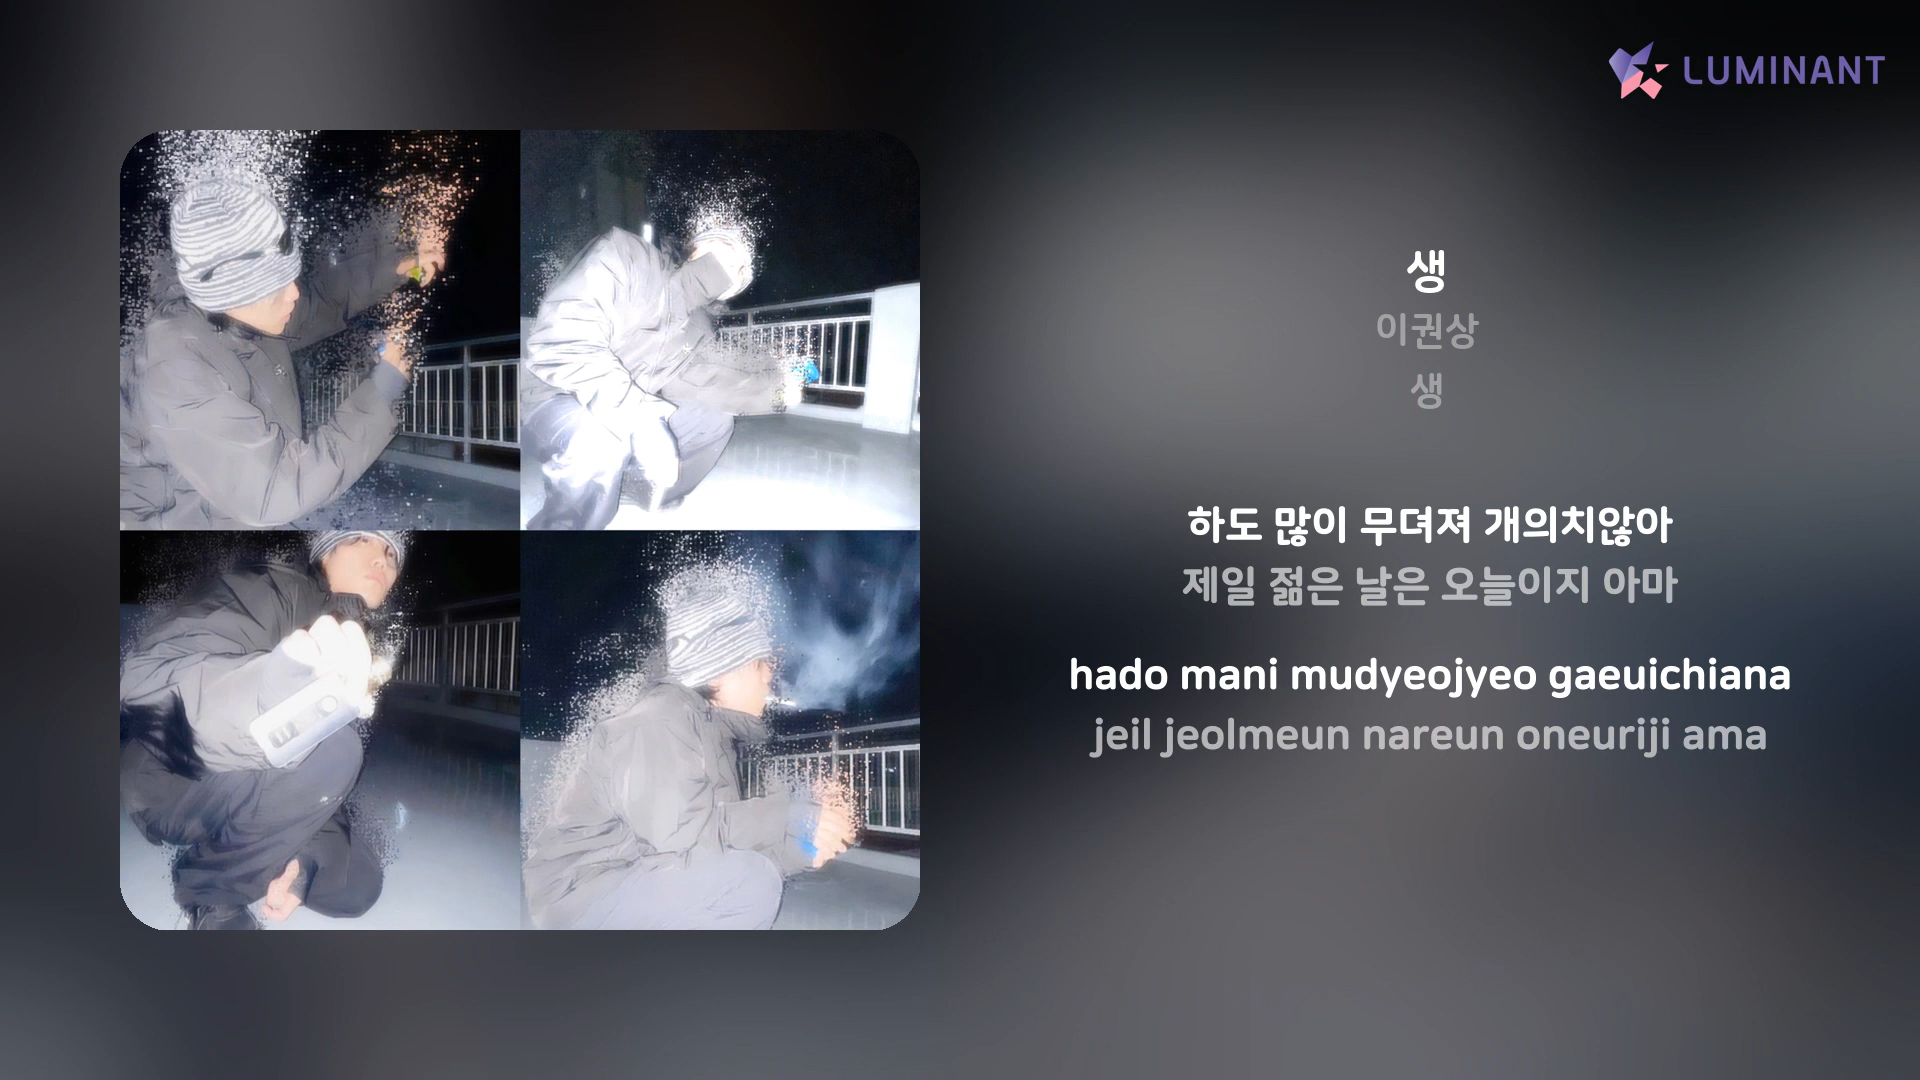 LUMINANT
생
이권상
생
하도 많이 무뎌져 개의치않아
제일 젊은 날은 오늘이지 아마
hado mani mudyeojyeo gaeuichiana
jeil jeolmeun nareun oneuriji ama